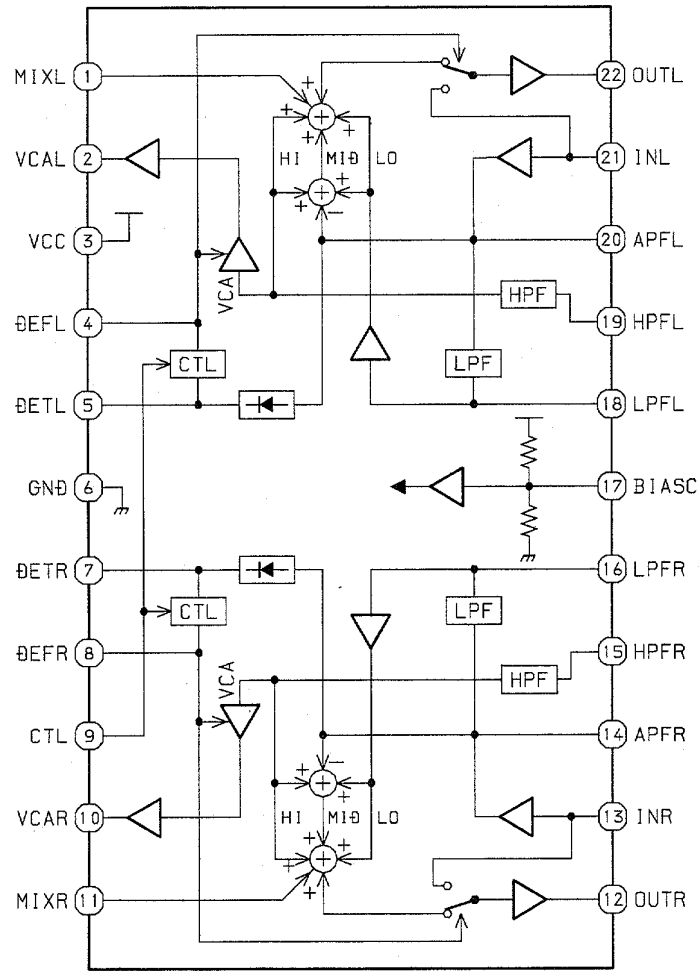 MIXL 1 22 OUTL
+ + +
+ +
HI MID LO
VCAL 2 21 INL
+ + −
VCC 3 20 APFL
VCA
HPF
DEFL 4 19 HPFL
CTL LPF
DETL 5 18 LPFL
GND 6 17 BIASC
DETR 7 16 LPFR
CTL LPF
DEFR 8 15 HPFR
VCA HPF
CTL 9 14 APFR
−
+ +
VCAR 10 13 INR
HI MID LO
+ + +
+ +
MIXR 11 12 OUTR